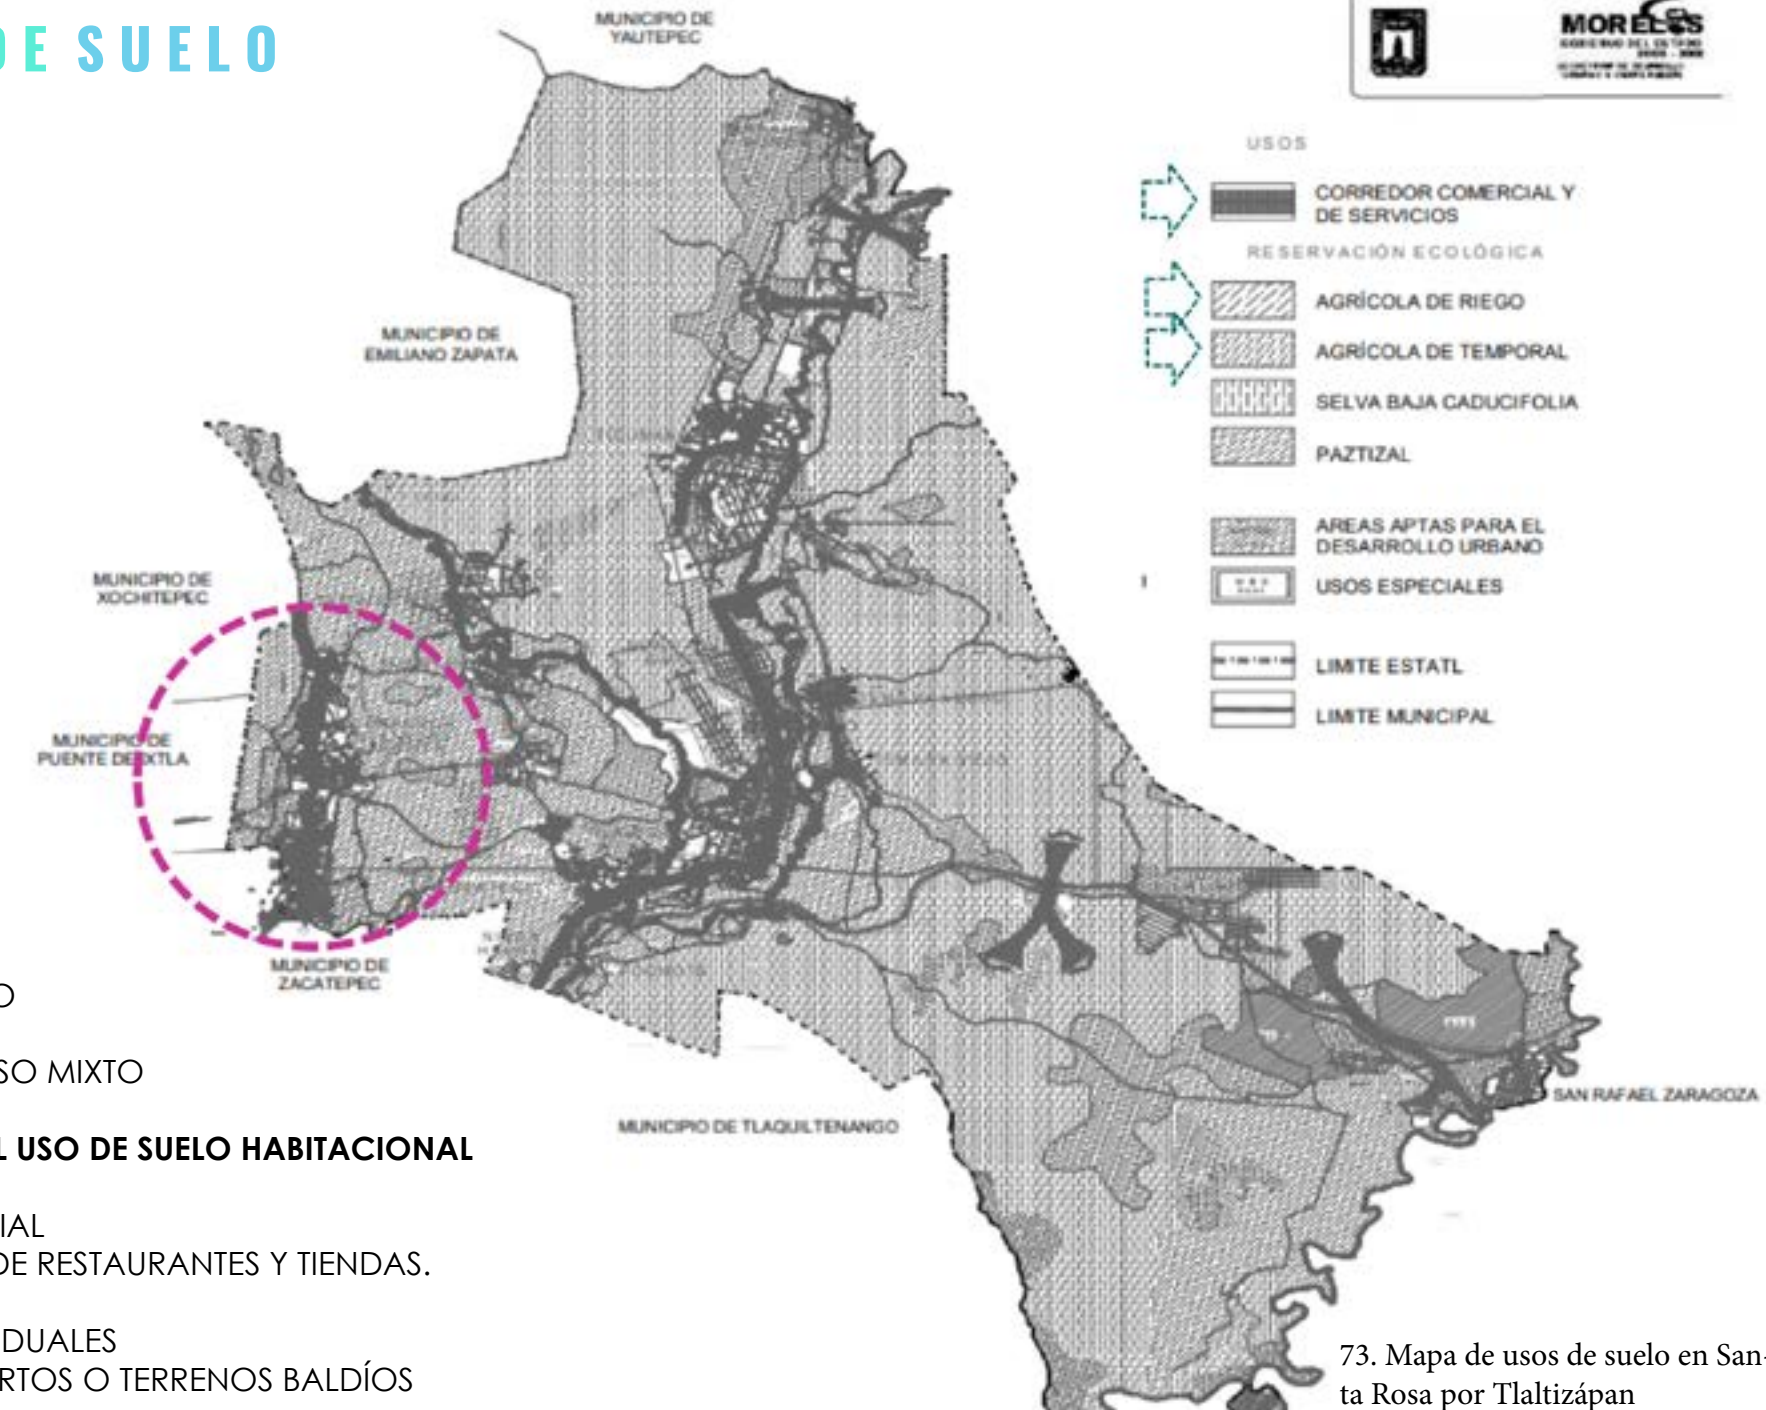 DE SUELO
MUNICIPIO DE
YAUTEPEC
MORELOS
USOS
CORREDOR COMERCIAL Y
DE SERVICIOS
RESERVACIÓN ECOLÓGICA
AGRÍCOLA DE RIEGO
AGRÍCOLA DE TEMPORAL
SELVA BAJA CADUCIFOLIA
PAZTIZAL
AREAS APTAS PARA EL
DESARROLLO URBANO
USOS ESPECIALES
LIMITE ESTATL
LIMITE MUNICIPAL
MUNICIPIO DE
EMILIANO ZAPATA
MUNICIPIO DE
XOCHITEPEC
MUNICIPIO DE
PUENTE DE IXTLA
MUNICIPIO DE
ZACATEPEC
MUNICIPIO DE TLAQUILTENANGO
SAN RAFAEL ZARAGOZA
O
SO MIXTO
L USO DE SUELO HABITACIONAL
IAL
DE RESTAURANTES Y TIENDAS.
DUALES
RTOS O TERRENOS BALDÍOS
73. Mapa de usos de suelo en San-
ta Rosa por Tlaltizápan